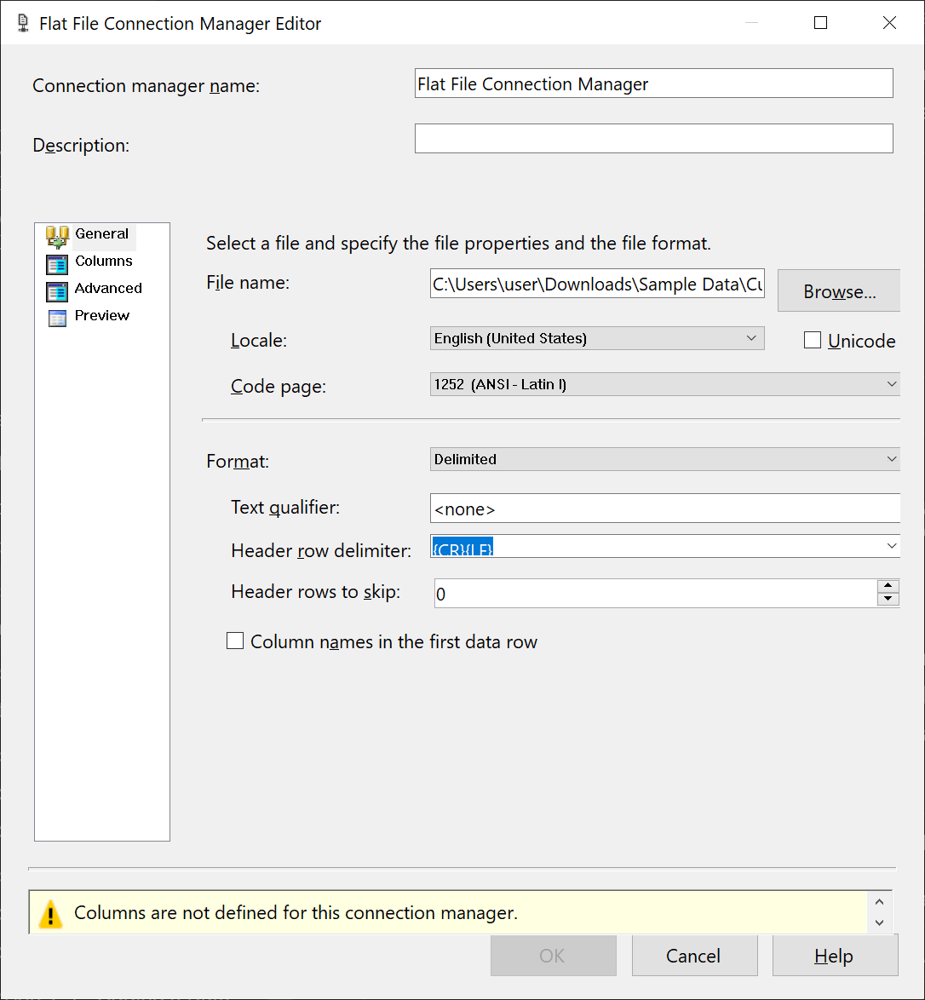 Flat File Connection Manager Editor
Connection manager name:
Flat File Connection Manager
Description:
General
Columns
Advanced
Preview
Select a file and specify the file properties and the file format.
File name:
C:\Users\user\Downloads\Sample Data\Cu
Browse...
Locale:
English (United States)
Unicode
Code page:
1252 (ANSI - Latin I)
Format:
Delimited
Text qualifier:
<none>
Header row delimiter:
{CR}{LF}
Header rows to skip:
0
Column names in the first data row
Columns are not defined for this connection manager.
OK
Cancel
Help